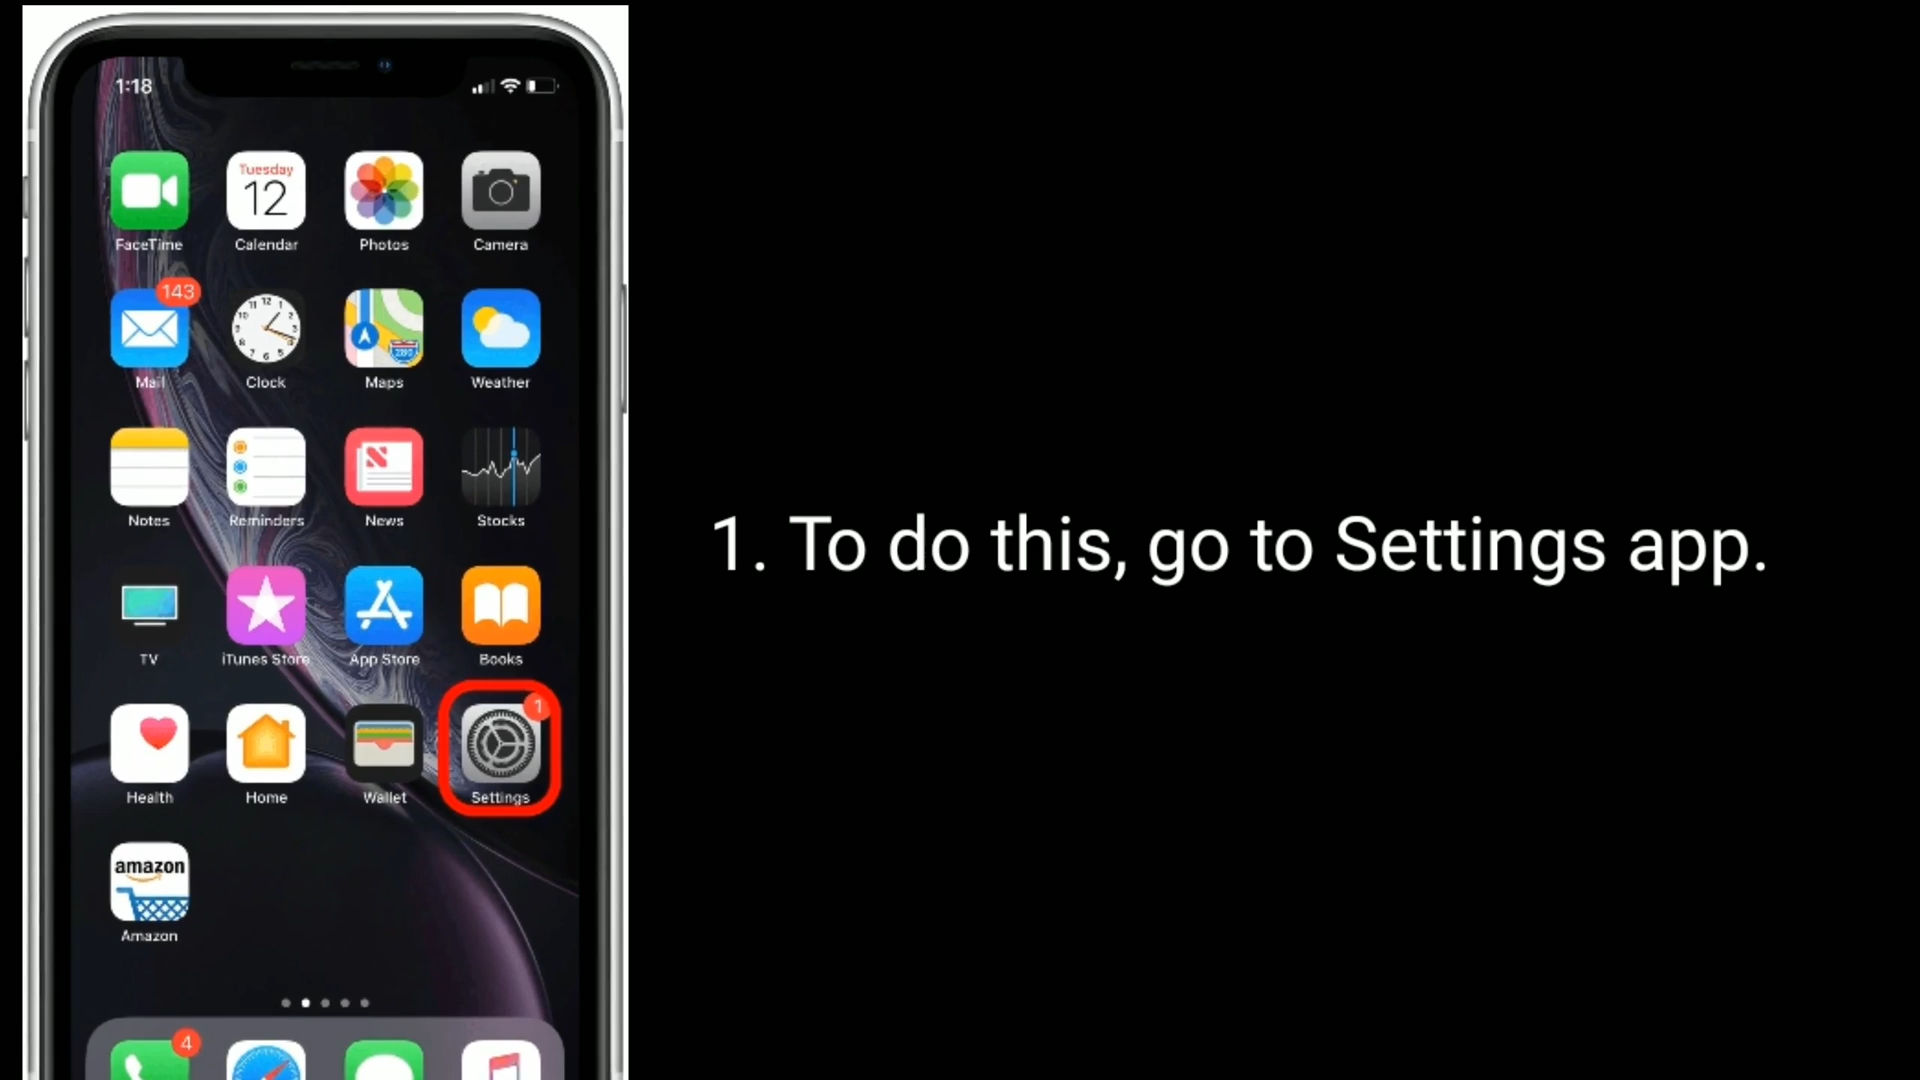 1:18
Tuesday
12
FaceTime
Calendar
Photos
Camera
143
12
280
Mail
Clock
Maps
Weather
Notes
Reminders
News
Stocks
TV
iTunes Store
App Store
Books
1
Health
Home
Wallet
Settings
amazon
Amazon
4
1. To do this, go to Settings app.